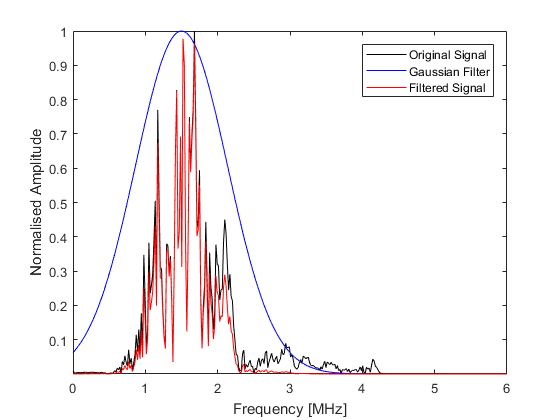 1
0.9
0.8
0.7
0.6
0.5
0.4
0.3
0.2
0.1
Normalised Amplitude
Original Signal
Gaussian Filter
Filtered Signal
0 1 2 3 4 5 6
Frequency [MHz]